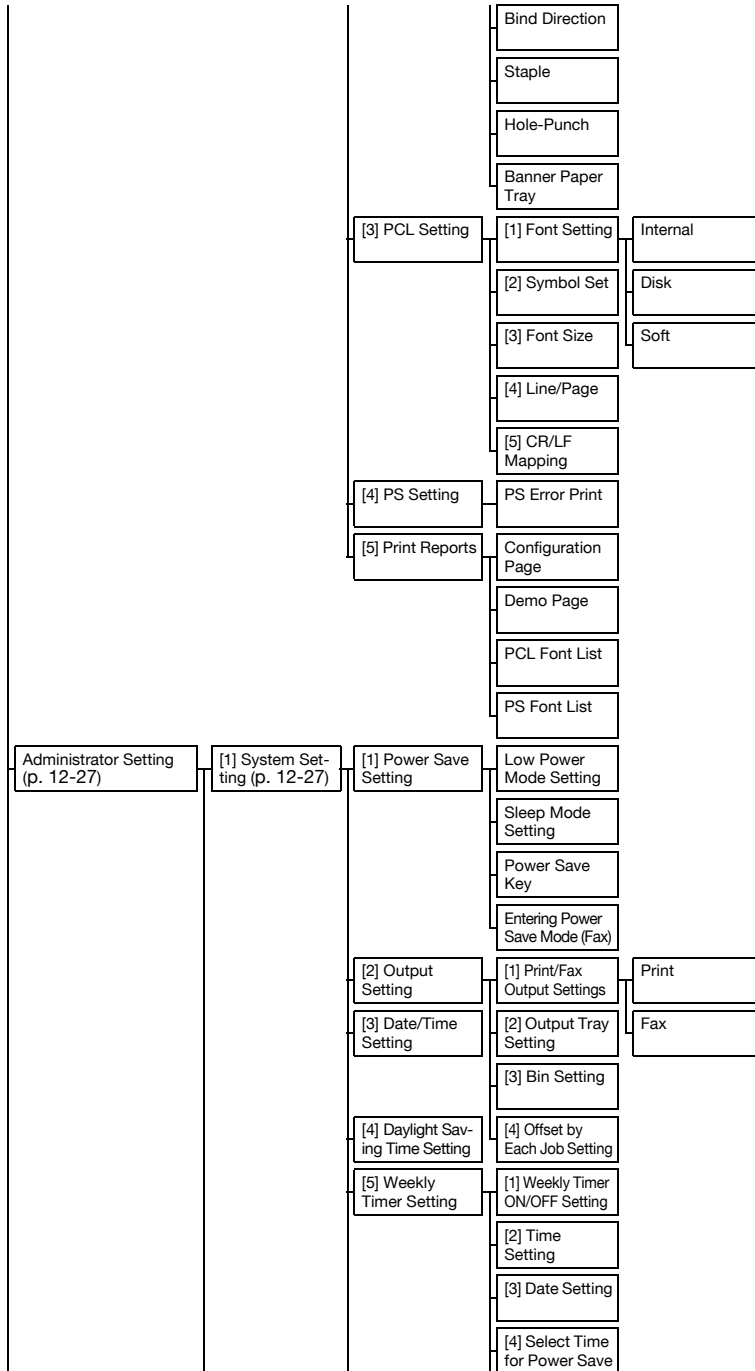 Bind Direction
Staple
Hole-Punch
Banner Paper
Tray
[3] PCL Setting
[1] Font Setting
Internal
[2] Symbol Set
Disk
[3] Font Size
Soft
[4] Line/Page
[5] CR/LF
Mapping
[4] PS Setting
PS Error Print
[5] Print Reports
Configuration
Page
Demo Page
PCL Font List
PS Font List
Administrator Setting
(p. 12-27)
[1] System Set-
ting (p. 12-27)
[1] Power Save
Setting
Low Power
Mode Setting
Sleep Mode
Setting
Power Save
Key
Entering Power
Save Mode (Fax)
[2] Output
Setting
[1] Print/Fax
Output Settings
Print
[3] Date/Time
Setting
[2] Output Tray
Setting
Fax
[3] Bin Setting
[4] Daylight Sav-
ing Time Setting
[4] Offset by
Each Job Setting
[5] Weekly
Timer Setting
[1] Weekly Timer
ON/OFF Setting
[2] Time
Setting
[3] Date Setting
[4] Select Time
for Power Save